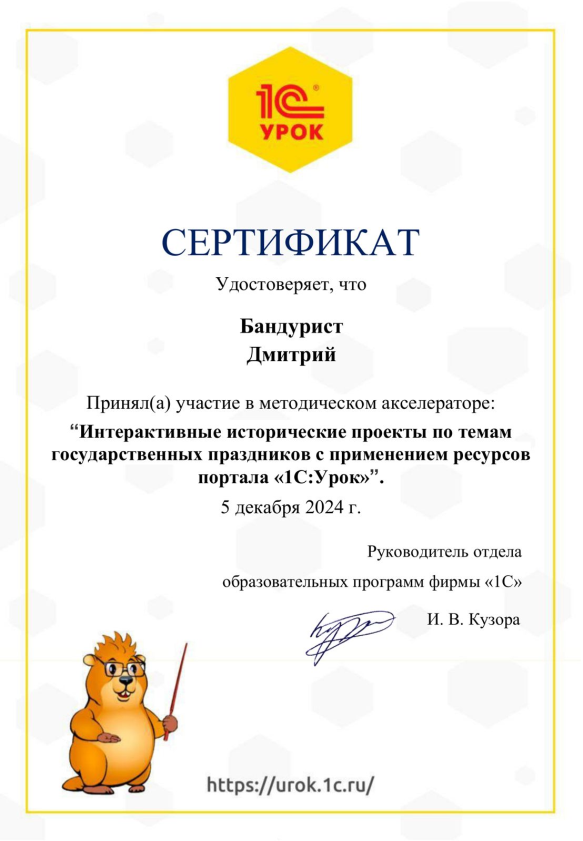 1С®
УРОК
СЕРТИФИКАТ
Удостоверяет, что
Бандурист
Дмитрий
Принял(а) участие в методическом акселераторе:
“Интерактивные исторические проекты по темам
государственных праздников с применением ресурсов
портала «1С:Урок»”.
5 декабря 2024 г.
Руководитель отдела
образовательных программ фирмы «1С»
И. В. Кузора
https://urok.1c.ru/